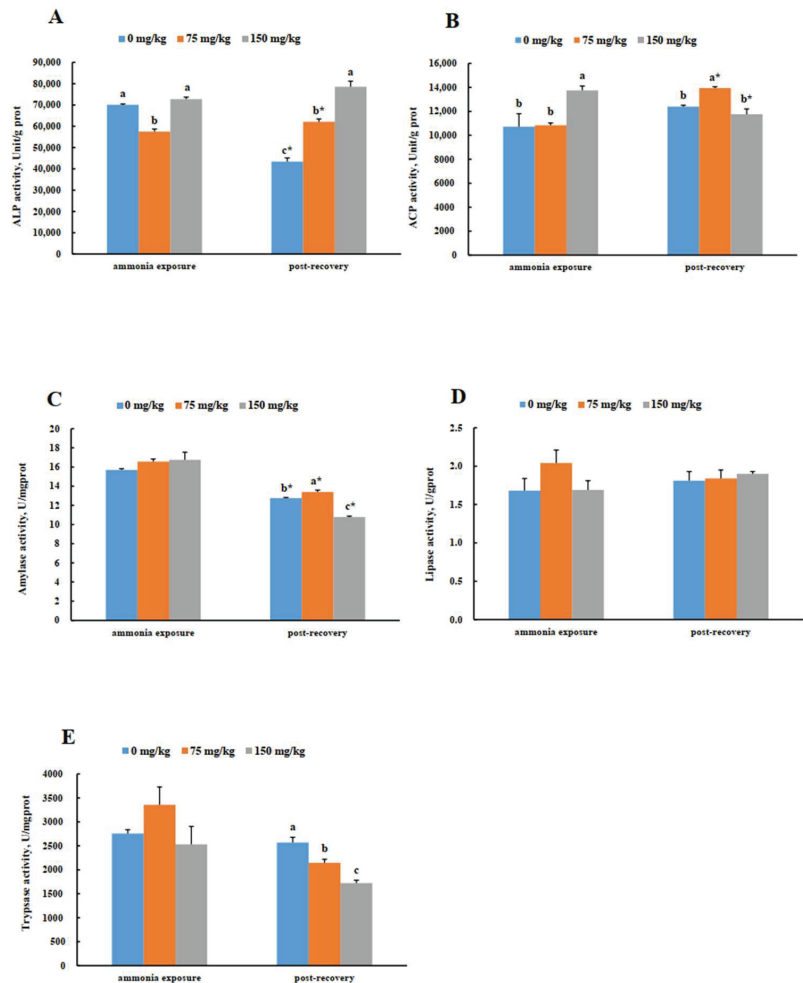 A
0 mg/kg 75 mg/kg 150 mg/kg
90,000
80,000
70,000
60,000
50,000
40,000
30,000
20,000
10,000
0
ALP activity, Unit/g prot
a
b
a
c*
b*
a
ammonia exposure
post-recovery
B
0 mg/kg 75 mg/kg 150 mg/kg
16,000
14,000
12,000
10,000
8000
6000
4000
2000
0
ACP activity, Unit/g prot
b
b
a
b
a*
b*
ammonia exposure
post-recovery
C
0 mg/kg 75 mg/kg 150 mg/kg
20
18
16
14
12
10
8
6
4
2
0
Amylase activity, U/mgprot
b*
a*
c*
ammonia exposure
post-recovery
D
0 mg/kg 75 mg/kg 150 mg/kg
2.5
2.0
1.5
1.0
0.5
0.0
Lipase activity, U/gprot
ammonia exposure
post-recovery
E
0 mg/kg 75 mg/kg 150 mg/kg
4000
3500
3000
2500
2000
1500
1000
500
0
Trypsase activity, U/mgprot
a
b
c
ammonia exposure
post-recovery